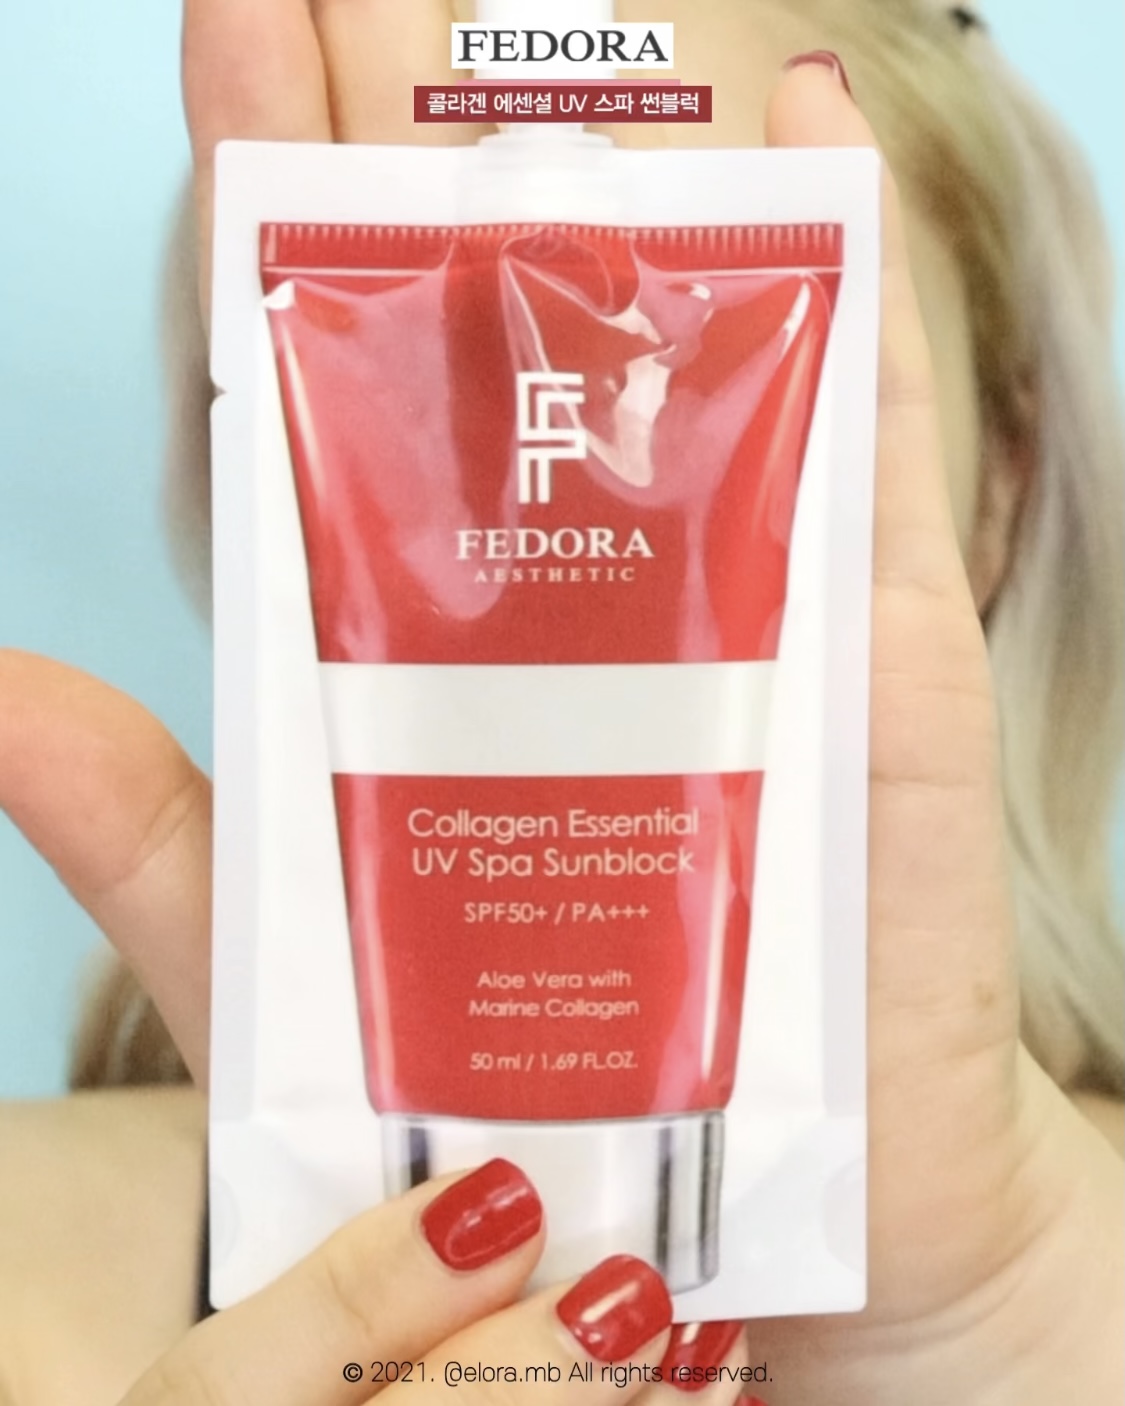 FEDORA
콜라겐 에센셜 UV 스파 썬블럭
FEDORA
AESTHETIC
Collagen Essential
UV Spa Sunblock
SPF50+ / PA+++
Aloe Vera with
Marine Collagen
50 ml / 1.69 FL.OZ.
© 2021. @elora.mb All rights reserved.